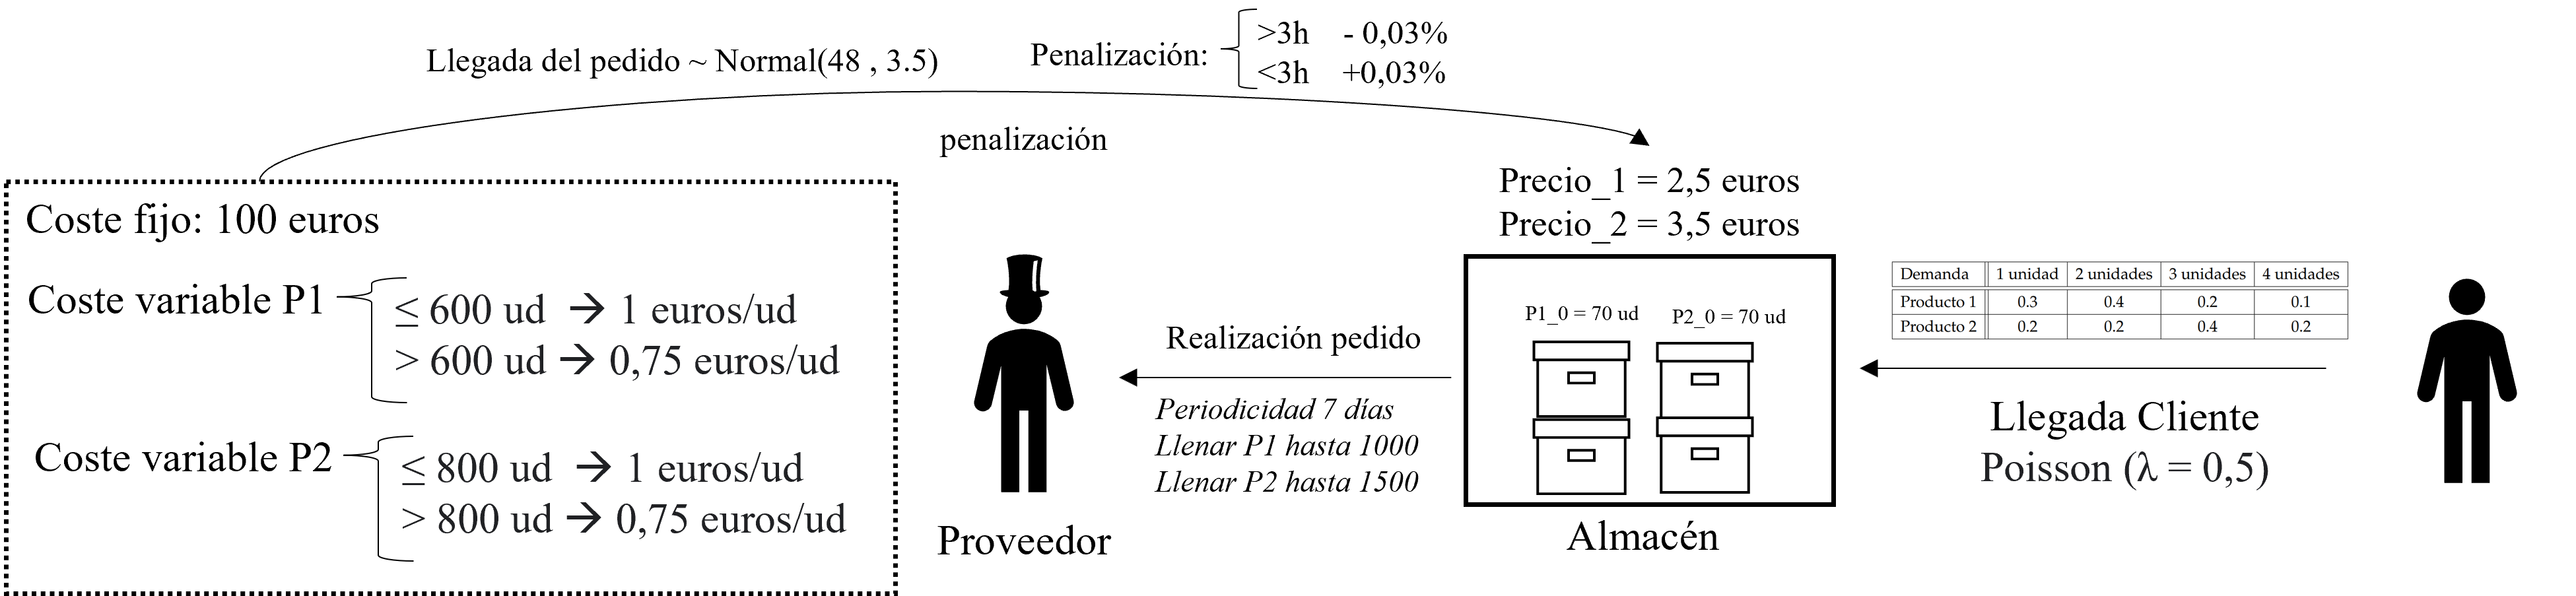 Llegada del pedido ~ Normal(48 , 3.5)
Penalización:
>3h - 0,03%
<3h +0,03%
penalización
Coste fijo: 100 euros
Coste variable P1
≤ 600 ud → 1 euros/ud
> 600 ud → 0,75 euros/ud
Coste variable P2
≤ 800 ud → 1 euros/ud
> 800 ud → 0,75 euros/ud
Proveedor
Realización pedido
Periodicidad 7 días
Llenar P1 hasta 1000
Llenar P2 hasta 1500
Precio_1 = 2,5 euros
Precio_2 = 3,5 euros
P1_0 = 70 ud P2_0 = 70 ud
Almacén
Demanda 1 unidad 2 unidades 3 unidades 4 unidades
Producto 1 0.3 0.4 0.2 0.1
Producto 2 0.2 0.2 0.4 0.2
Llegada Cliente
Poisson (λ = 0,5)